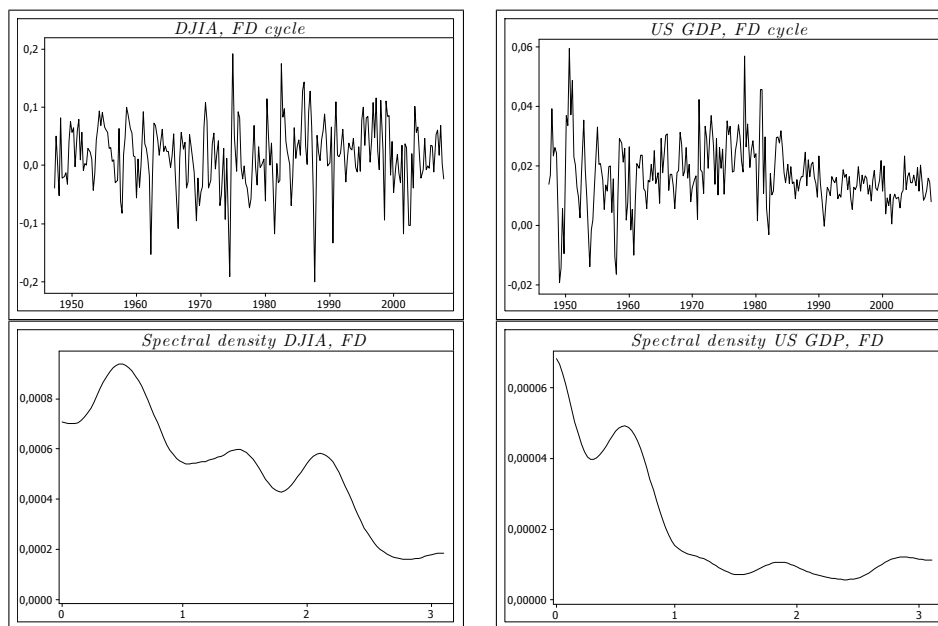 DJIA, FD cycle
0,2
0,1
0,0
-0,1
-0,2
1950 1960 1970 1980 1990 2000
US GDP, FD cycle
0,06
0,04
0,02
0,00
-0,02
1950 1960 1970 1980 1990 2000
Spectral density DJIA, FD
0,0008
0,0006
0,0004
0,0002
0,0000
0 1 2 3
Spectral density US GDP, FD
0,00006
0,00004
0,00002
0,00000
0 1 2 3